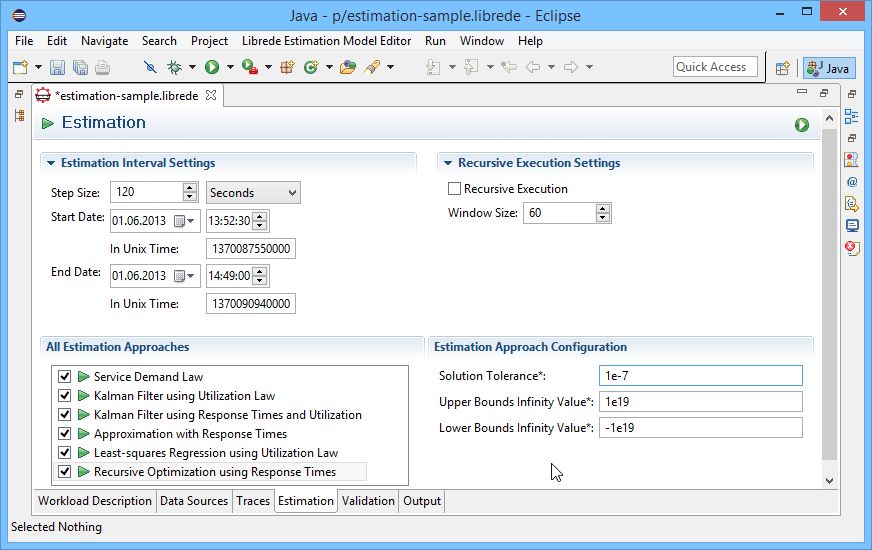 Java - p/estimation-sample.librede - Eclipse
File Edit Navigate Search Project Librede Estimation Model Editor Run Window Help
Quick Access
Java
*estimation-sample.librede
Estimation
Estimation Interval Settings
Step Size: 120 Seconds
Start Date: 01.06.2013 13:52:30
In Unix Time: 1370087550000
End Date: 01.06.2013 14:49:00
In Unix Time: 1370090940000
Recursive Execution Settings
Recursive Execution
Window Size: 60
All Estimation Approaches
Service Demand Law
Kalman Filter using Utilization Law
Kalman Filter using Response Times and Utilization
Approximation with Response Times
Least-squares Regression using Utilization Law
Recursive Optimization using Response Times
Estimation Approach Configuration
Solution Tolerance*: 1e-7
Upper Bounds Infinity Value*: 1e19
Lower Bounds Infinity Value*: -1e19
Workload Description Data Sources Traces Estimation Validation Output
Selected Nothing